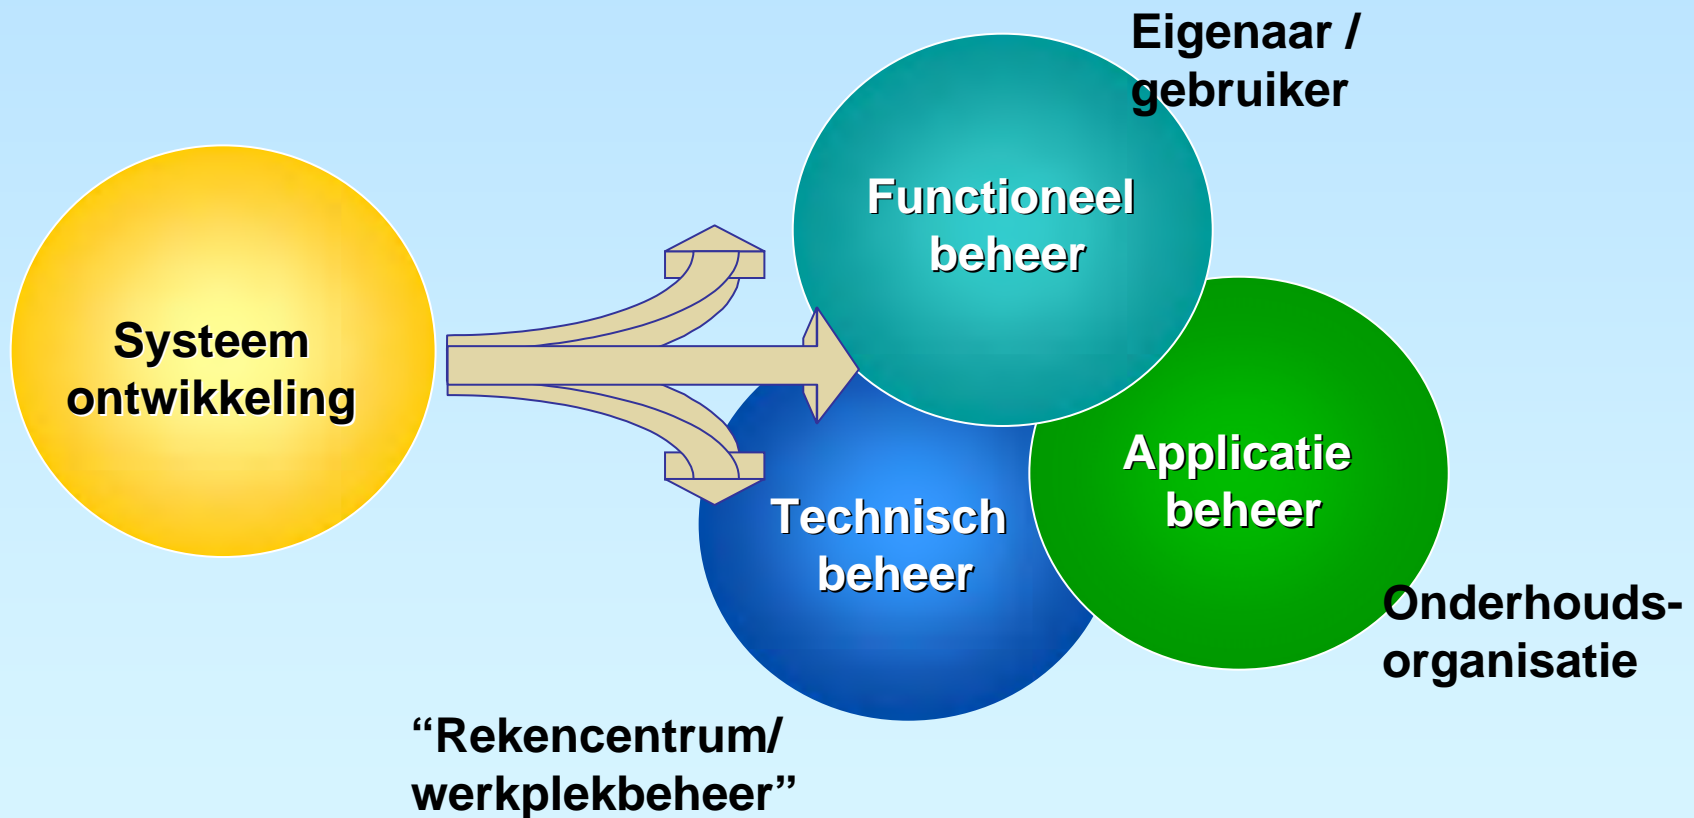 Eigenaar /
gebruiker
Functioneel
beheer
Systeem
ontwikkeling
Applicatie
beheer
Technisch
beheer
Onderhouds-
organisatie
“Rekencentrum/
werkplekbeheer”